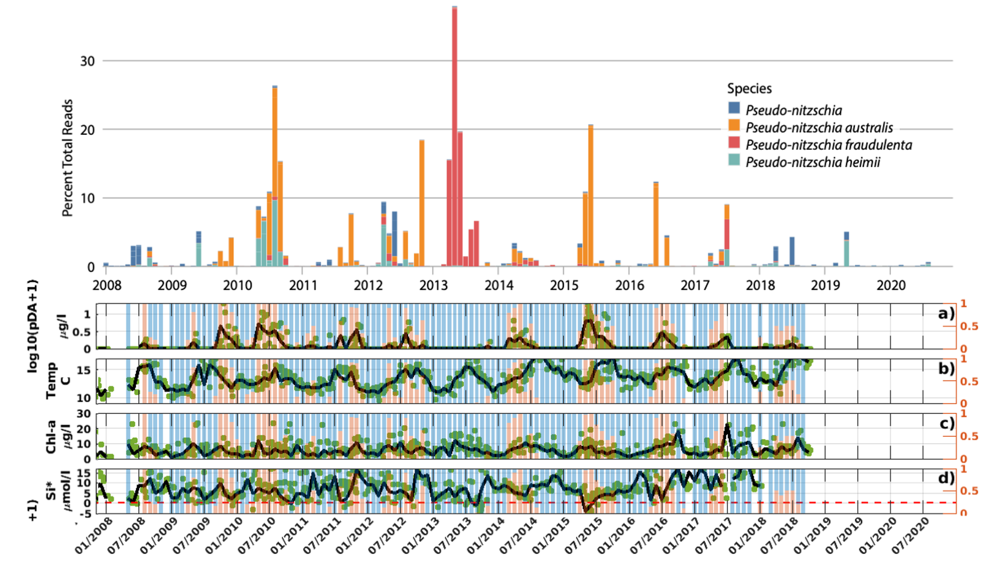 Percent Total Reads
30
20
10
0
Species
Pseudo-nitzschia
Pseudo-nitzschia australis
Pseudo-nitzschia fraudulenta
Pseudo-nitzschia heimii
2008 2009 2010 2011 2012 2013 2014 2015 2016 2017 2018 2019 2020
log10(pDA+1)
µg/l
1
0.5
0
a)
1
0.5
0
Temp
C
15
10
b)
1
0.5
0
Chl-a
µg/l
30
20
10
0
c)
1
0.5
0
+1)
Si*
µmol/l
15
10
5
0
-5
d)
1
0.5
0
01/2008 07/2008 01/2009 07/2009 01/2010 07/2010 01/2011 07/2011 01/2012 07/2012 01/2013 07/2013 01/2014 07/2014 01/2015 07/2015 01/2016 07/2016 01/2017 07/2017 01/2018 07/2018 01/2019 07/2019 01/2020 07/2020